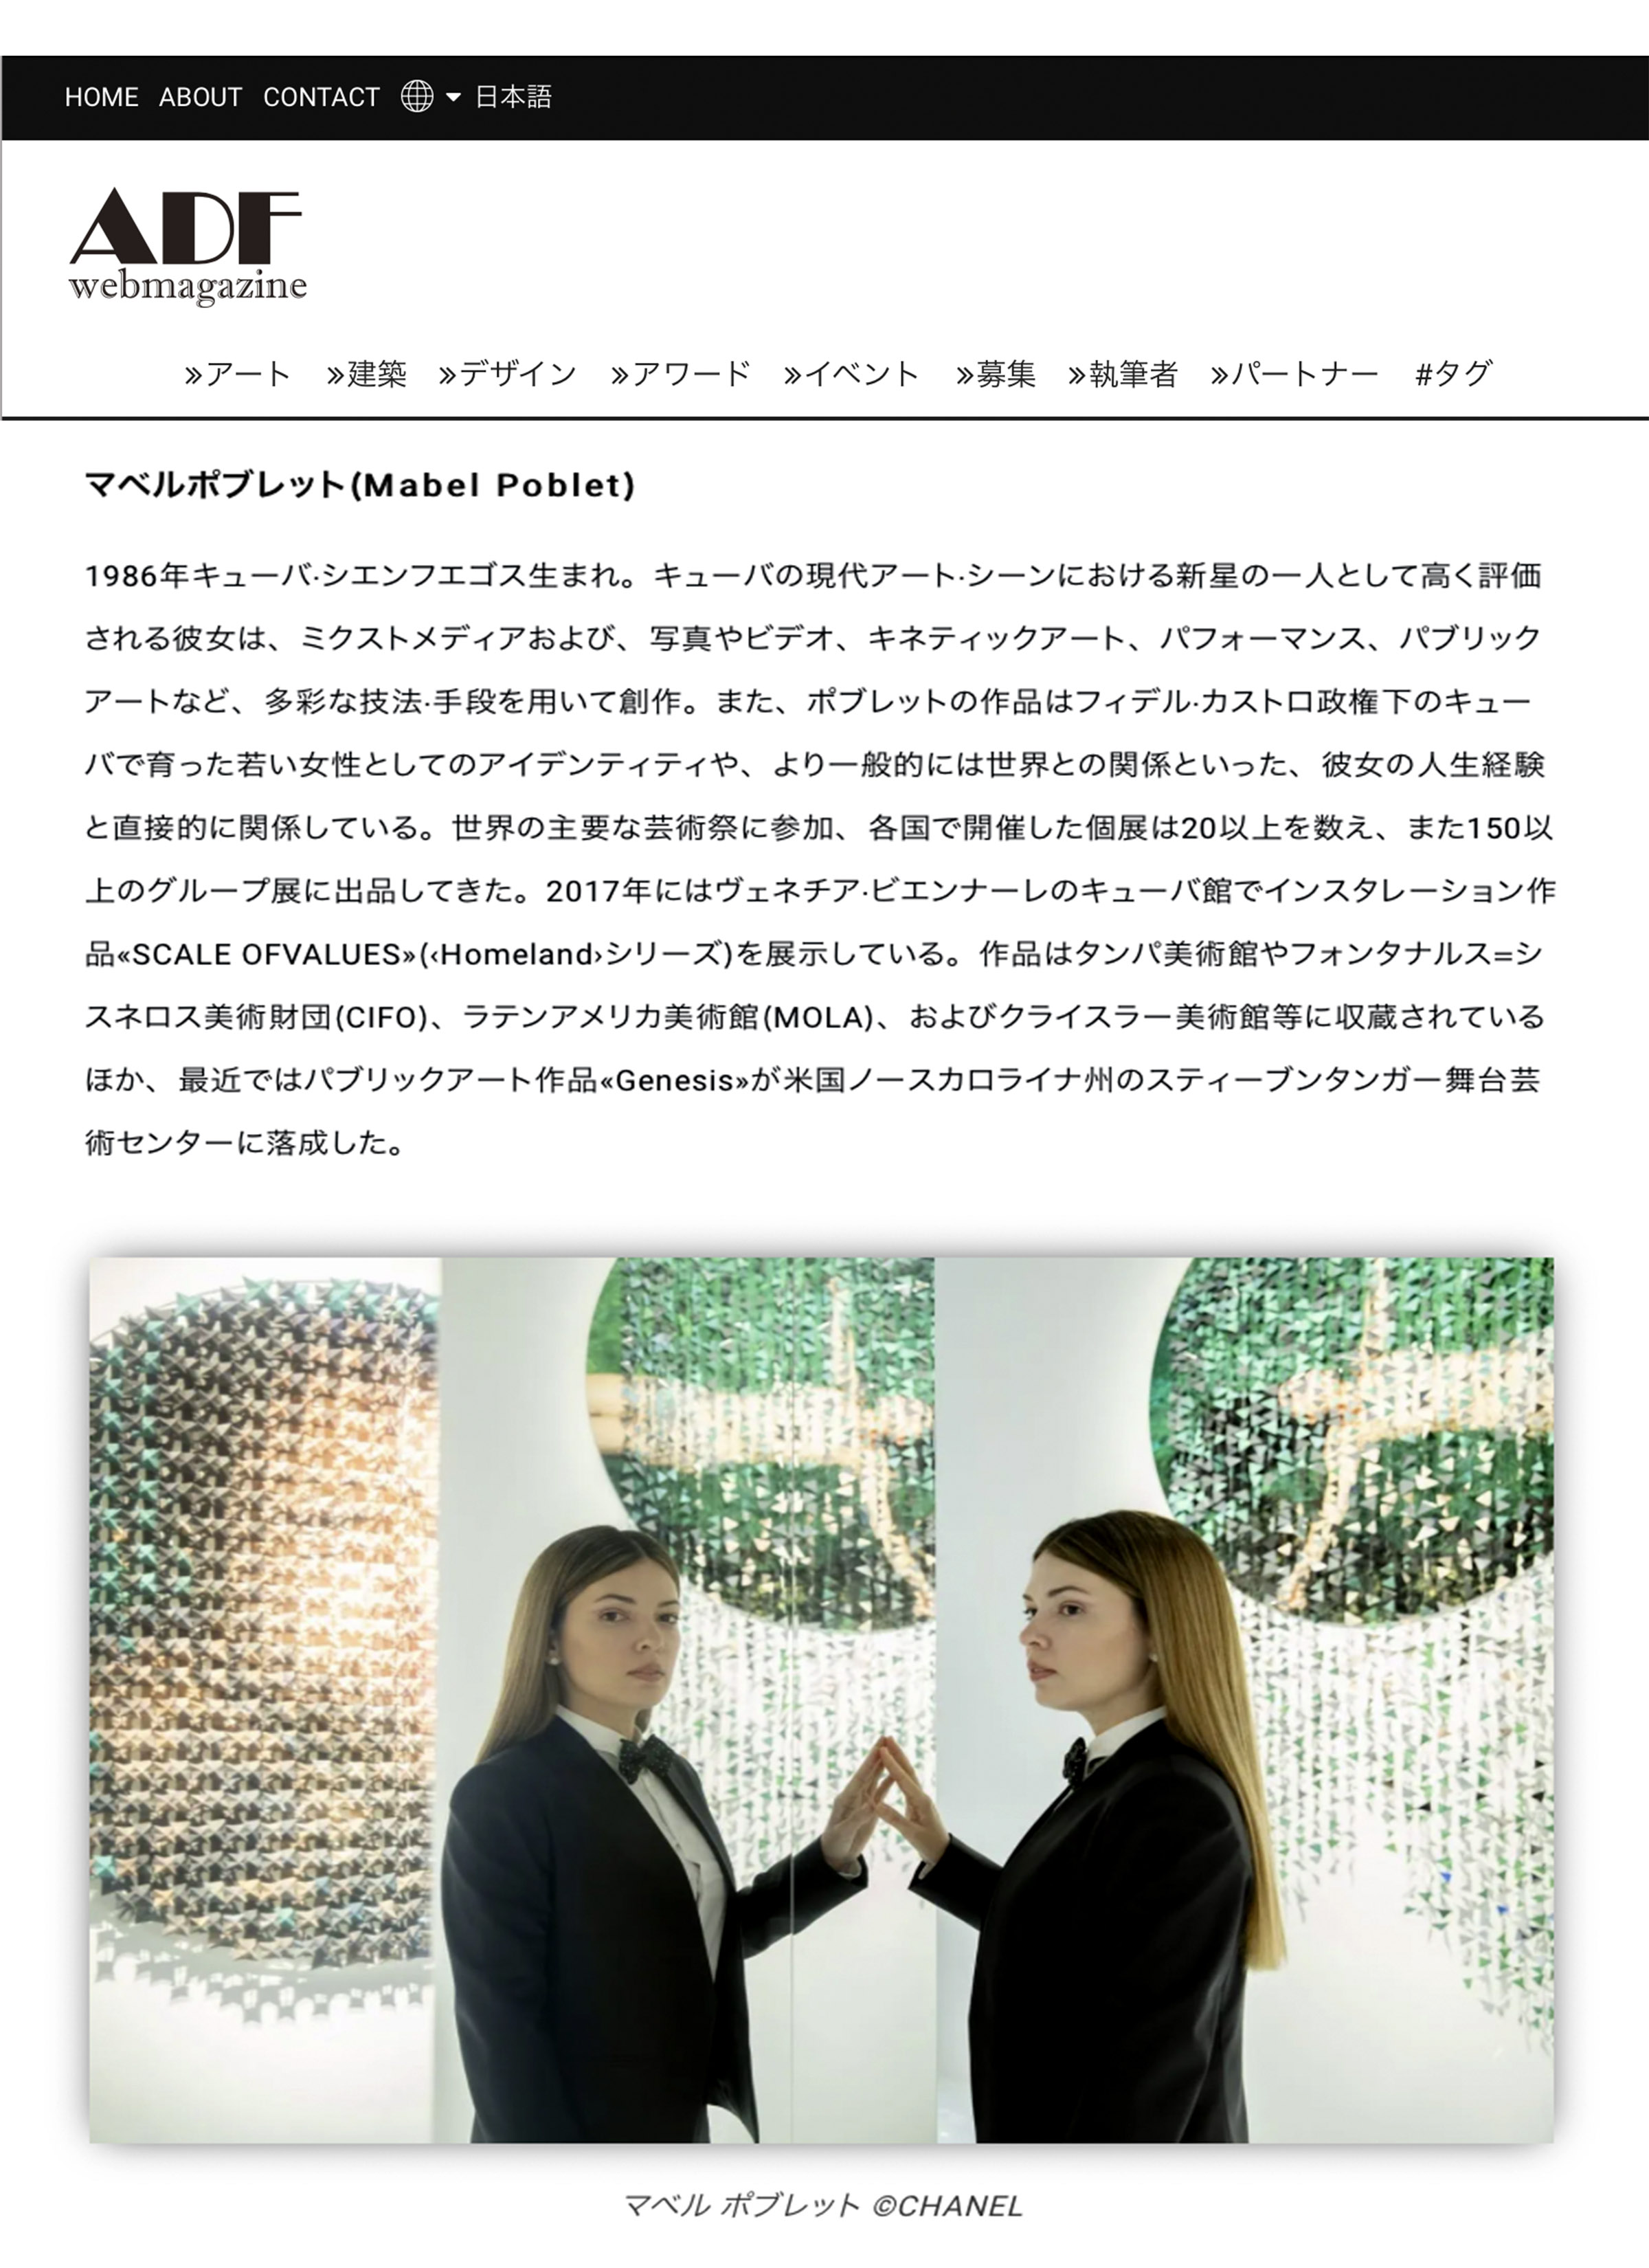 HOME ABOUT CONTACT 日本語
ADF
webmagazine
»アート »建築 »デザイン »アワード »イベント »募集 »執筆者 »パートナー #タグ
マベルポブレット(Mabel Poblet)
1986年キューバ·シエンフエゴス生まれ。キューバの現代アート·シーンにおける新星の一人として高く評価
される彼女は、ミクストメディアおよび、写真やビデオ、キネティックアート、パフォーマンス、パブリック
アートなど、多彩な技法·手段を用いて創作。また、ポブレットの作品はフィデル·カストロ政権下のキュー
バで育った若い女性としてのアイデンティティや、より一般的には世界との関係といった、彼女の人生経験
と直接的に関係している。世界の主要な芸術祭に参加、各国で開催した個展は20以上を数え、また150以
上のグループ展に出品してきた。2017年にはヴェネチア·ビエンナーレのキューバ館でインスタレーション作
品«SCALE OFVALUES»(‹Homeland›シリーズ)を展示している。作品はタンパ美術館やフォンタナルス=シ
スネロス美術財団(CIFO)、ラテンアメリカ美術館(MOLA)、およびクライスラー美術館等に収蔵されている
ほか、最近ではパブリックアート作品«Genesis»が米国ノースカロライナ州のスティーブンタンガー舞台芸
術センターに落成した。
マベル ポブレット ©CHANEL